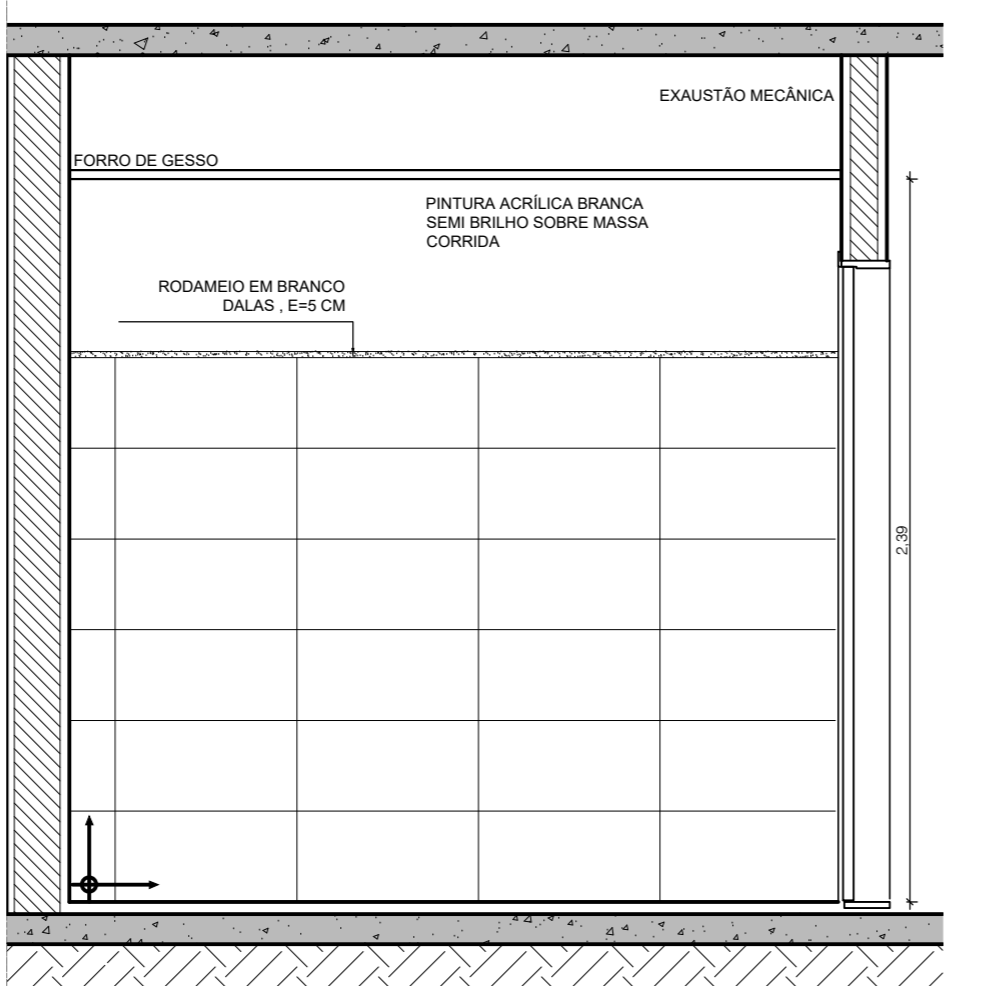 EXAUSTÃO MECÂNICA
FORRO DE GESSO
PINTURA ACRÍLICA BRANCA
SEMI BRILHO SOBRE MASSA
CORRIDA
RODAMEIO EM BRANCO
DALAS , E=5 CM
2,39